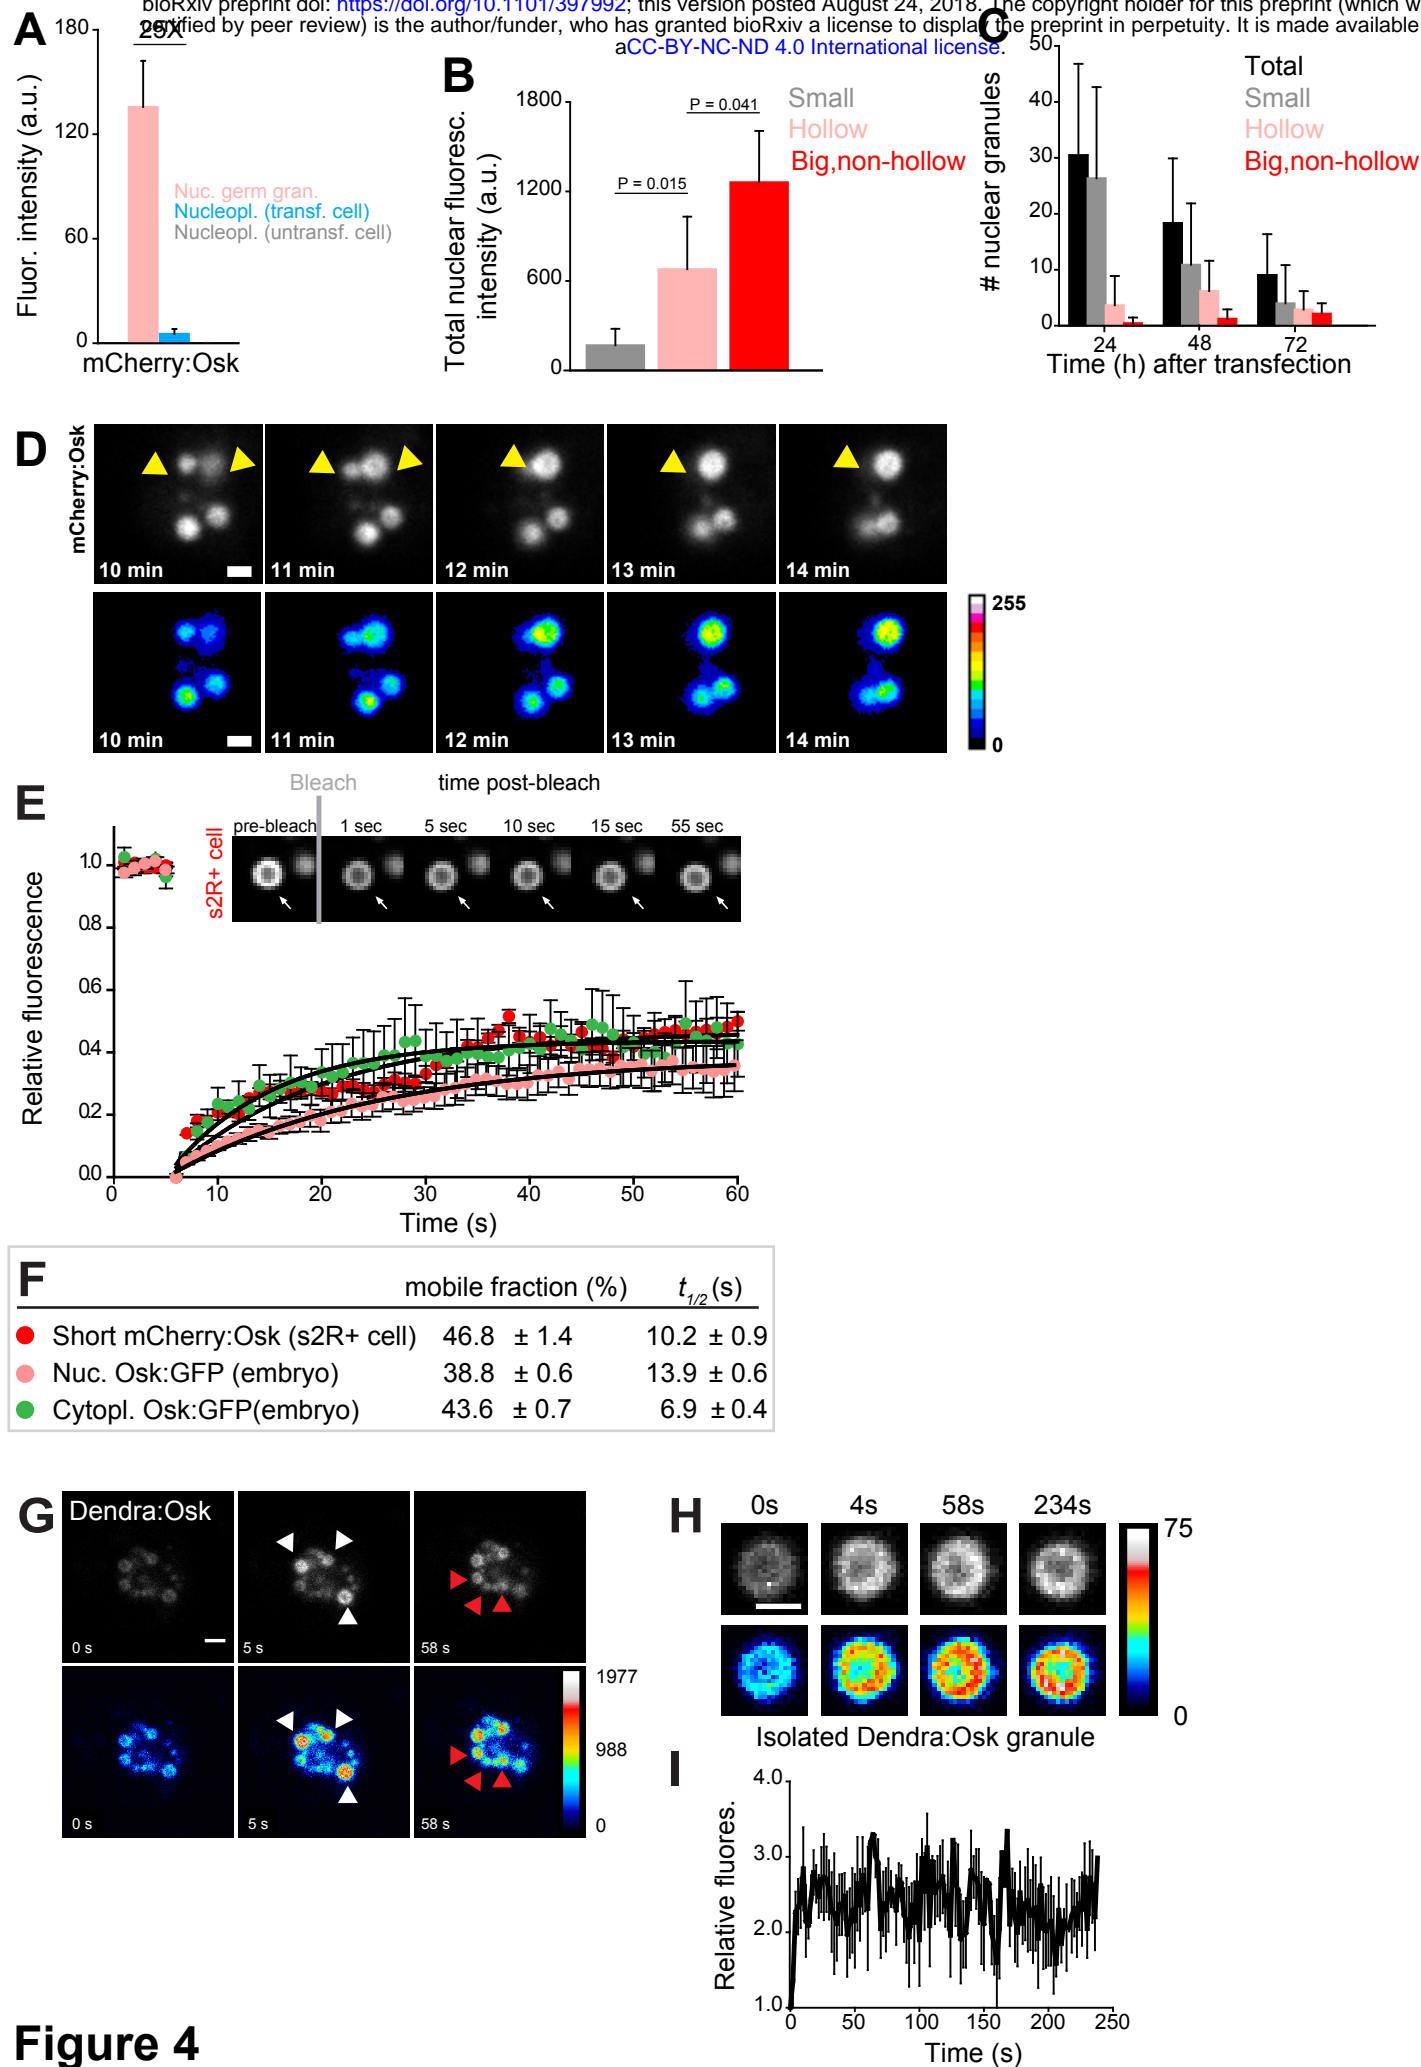 bioRxiv preprint doi: https://doi.org/10.1101/397992; this version posted August 24, 2018. The copyright holder for this preprint (which w
certified by peer review) is the author/funder, who has granted bioRxiv a license to display the preprint in perpetuity. It is made available
aCC-BY-NC-ND 4.0 International license.
A
Fluor. intensity (a.u.)
180
120
60
0
25X
Nuc. germ gran.
Nucleopl. (transf. cell)
Nucleopl. (untransf. cell)
mCherry:Osk
B
Total nuclear fluoresc.
intensity (a.u.)
1800
1200
600
0
P = 0.015
P = 0.041
Small
Hollow
Big,non-hollow
C
# nuclear granules
50
40
30
20
10
0
Total
Small
Hollow
Big,non-hollow
24
48
72
Time (h) after transfection
D
mCherry:Osk
10 min
11 min
12 min
13 min
14 min
10 min
11 min
12 min
13 min
14 min
255
0
E
Bleach
time post-bleach
s2R+ cell
pre-bleach
1 sec
5 sec
10 sec
15 sec
55 sec
Relative fluorescence
1.0
0.8
0.6
0.4
0.2
0.0
0
10
20
30
40
50
60
Time (s)
F
mobile fraction (%)
t1/2 (s)
Short mCherry:Osk (s2R+ cell) 46.8 ± 1.4 10.2 ± 0.9
Nuc. Osk:GFP (embryo) 38.8 ± 0.6 13.9 ± 0.6
Cytopl. Osk:GFP(embryo) 43.6 ± 0.7 6.9 ± 0.4
G
Dendra:Osk
0 s
5 s
58 s
0 s
5 s
58 s
1977
988
0
H
0s
4s
58s
234s
75
0
Isolated Dendra:Osk granule
I
Relative fluores.
4.0
3.0
2.0
1.0
0
50
100
150
200
250
Time (s)
Figure 4